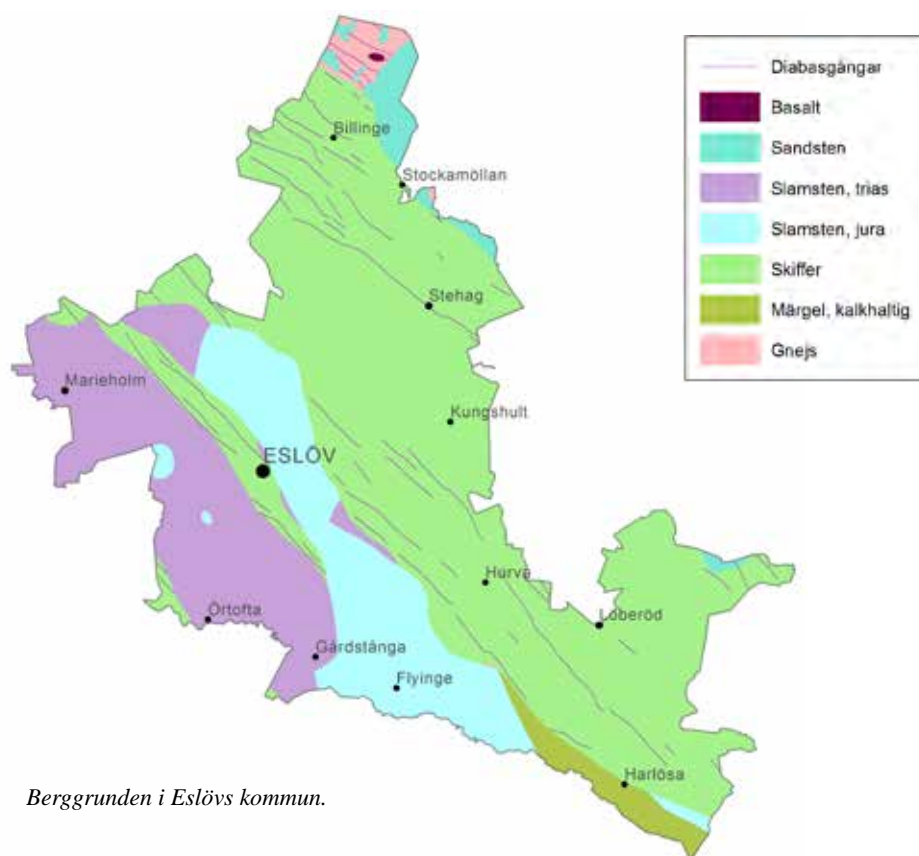 Diabasgångar
Basalt
Sandsten
Slamsten, trias
Slamsten, jura
Skiffer
Märgel, kalkhaltig
Gnejs
Billinge
Stockamöllan
Stehag
Marieholm
Kungshult
ESLÖV
Hurva
Löberöd
Örtofta
Gårdstånga
Flyinge
Harlösa
Berggrunden i Eslövs kommun.